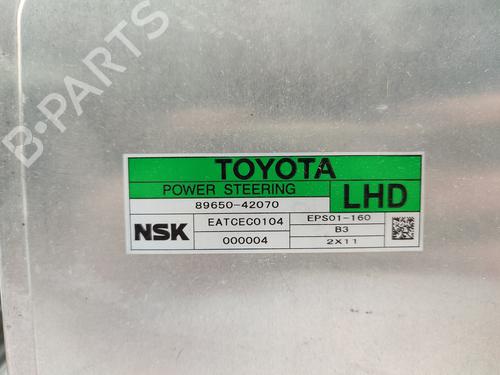 B-PARTS
TOYOTA
POWER STEERING
LHD
89650-42070
NSK
EATCEC0104
EPS01-160
B3
000004
2X11